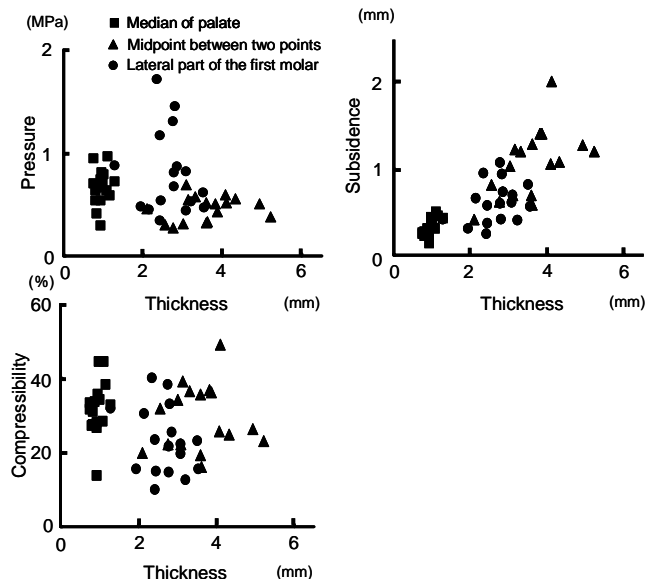 (MPa)
2
1
0
Pressure
Median of palate
Midpoint between two points
Lateral part of the first molar
0 2 4 6
Thickness (mm)
(mm)
2
1
0
Subsidence
0 2 4 6
Thickness (mm)
(%)
60
40
20
0
Compressibility
0 2 4 6
Thickness (mm)